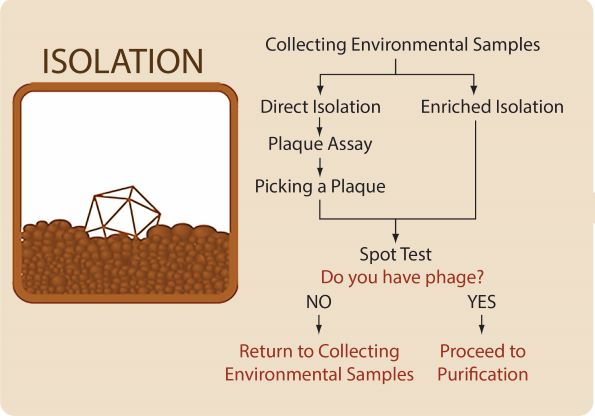 ISOLATION
Collecting Environmental Samples
Direct Isolation
Enriched Isolation
Plaque Assay
Picking a Plaque
Spot Test
Do you have phage?
NO
YES
Return to Collecting
Environmental Samples
Proceed to
Purification